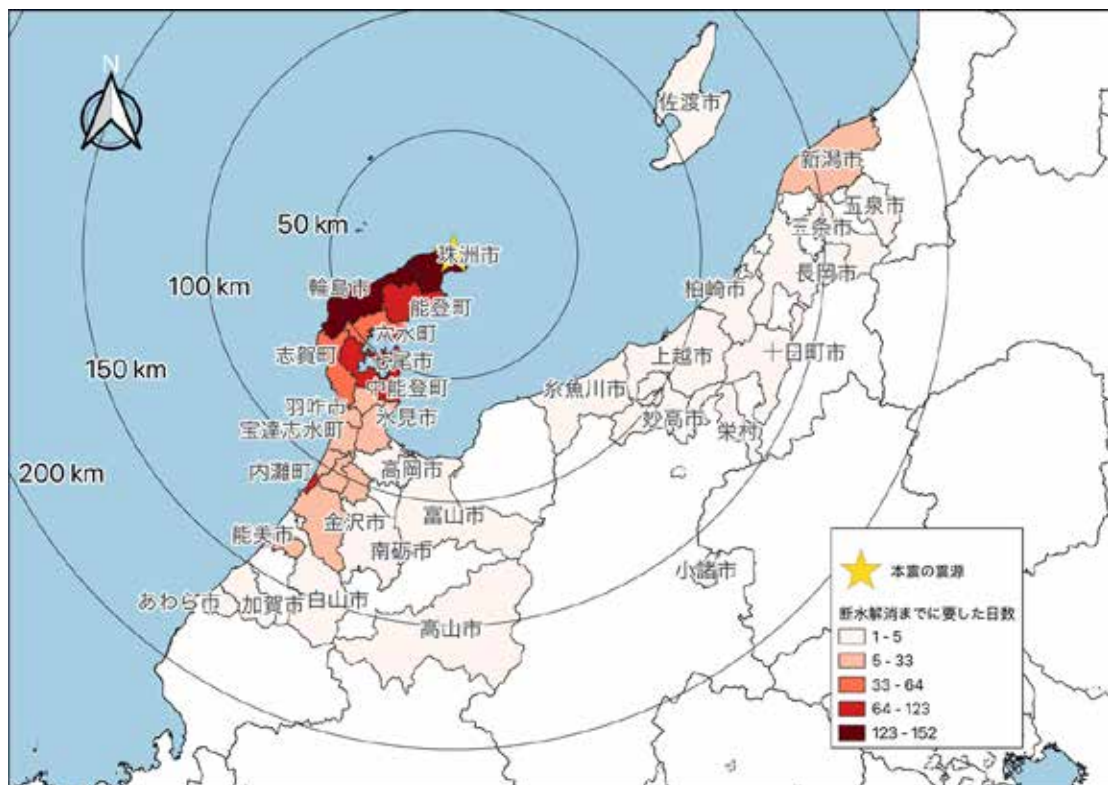 N
佐渡市
新潟市
五泉市
三条市
50 km
珠洲市
長岡市
100 km
輪島市
柏崎市
能登町
穴水町
志賀町
七尾市
上越市
十日町市
150 km
中能登町
糸魚川市
羽咋市
氷見市
妙高市
栄村
宝達志水町
200 km
内灘町
高岡市
富山市
金沢市
能美市
南砺市
小諸市
本震の震源
あわら市
加賀市
白山市
断水解消までに要した日数
高山市
1 - 5
5 - 33
33 - 64
64 - 123
123 - 152